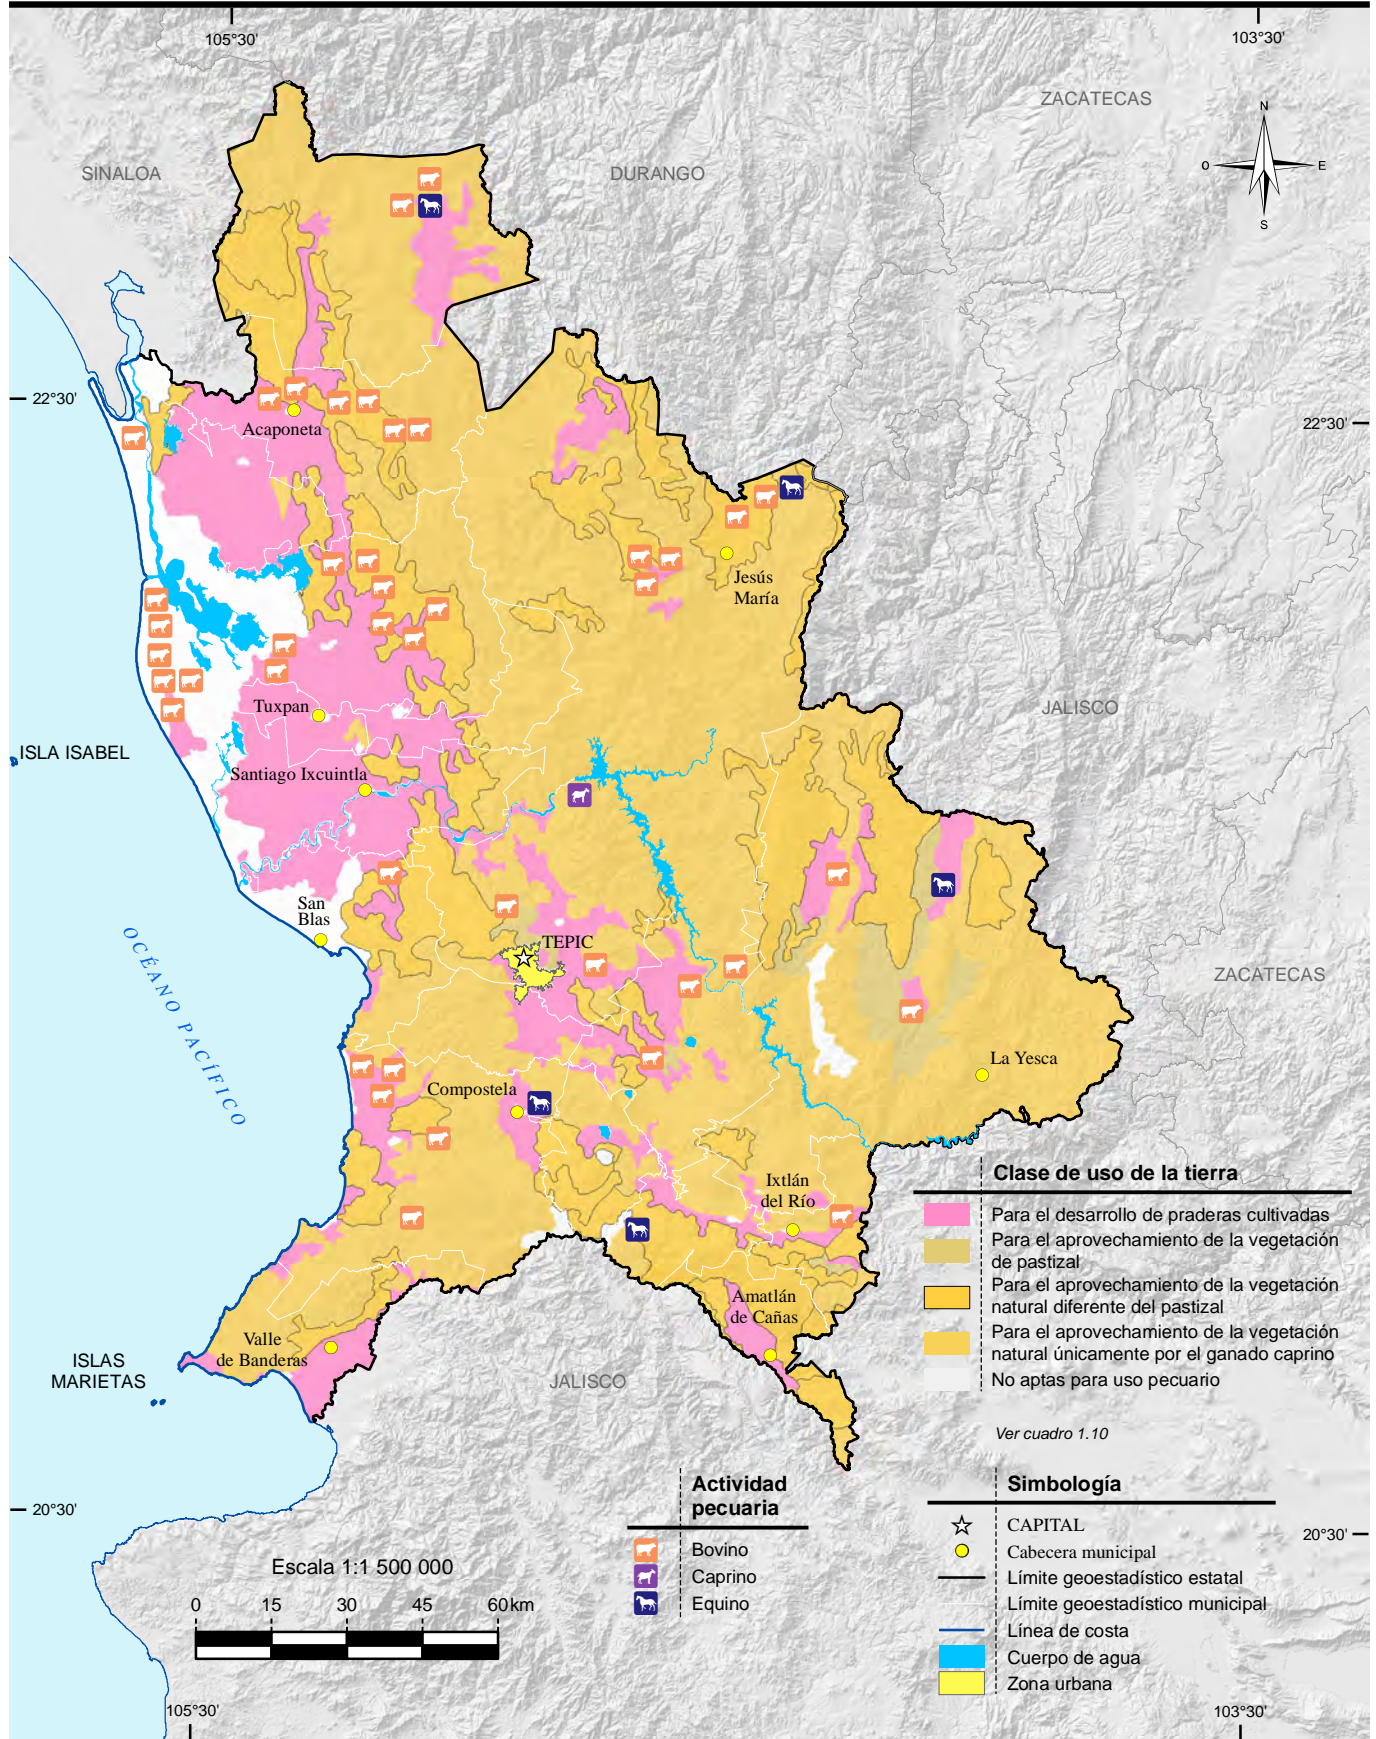 105°30'
103°30'
ZACATECAS
N
O
E
S
SINALOA
DURANGO
22°30'
22°30'
Acaponeta
Jesús
María
Tuxpan
JALISCO
ISLA ISABEL
Santiago Ixcuintla
San
Blas
TEPIC
OCÉANO PACÍFICO
ZACATECAS
La Yesca
Compostela
Ixtlán
del Río
Amatlán
de Cañas
Valle
de Banderas
ISLAS
MARIETAS
JALISCO
Clase de uso de la tierra
Para el desarrollo de praderas cultivadas
Para el aprovechamiento de la vegetación
de pastizal
Para el aprovechamiento de la vegetación
natural diferente del pastizal
Para el aprovechamiento de la vegetación
natural únicamente por el ganado caprino
No aptas para uso pecuario
Ver cuadro 1.10
Actividad
pecuaria
Bovino
Caprino
Equino
Simbología
CAPITAL
Cabecera municipal
Límite geoestadístico estatal
Límite geoestadístico municipal
Línea de costa
Cuerpo de agua
Zona urbana
20°30'
20°30'
Escala 1:1 500 000
0 15 30 45 60 km
105°30'
103°30'